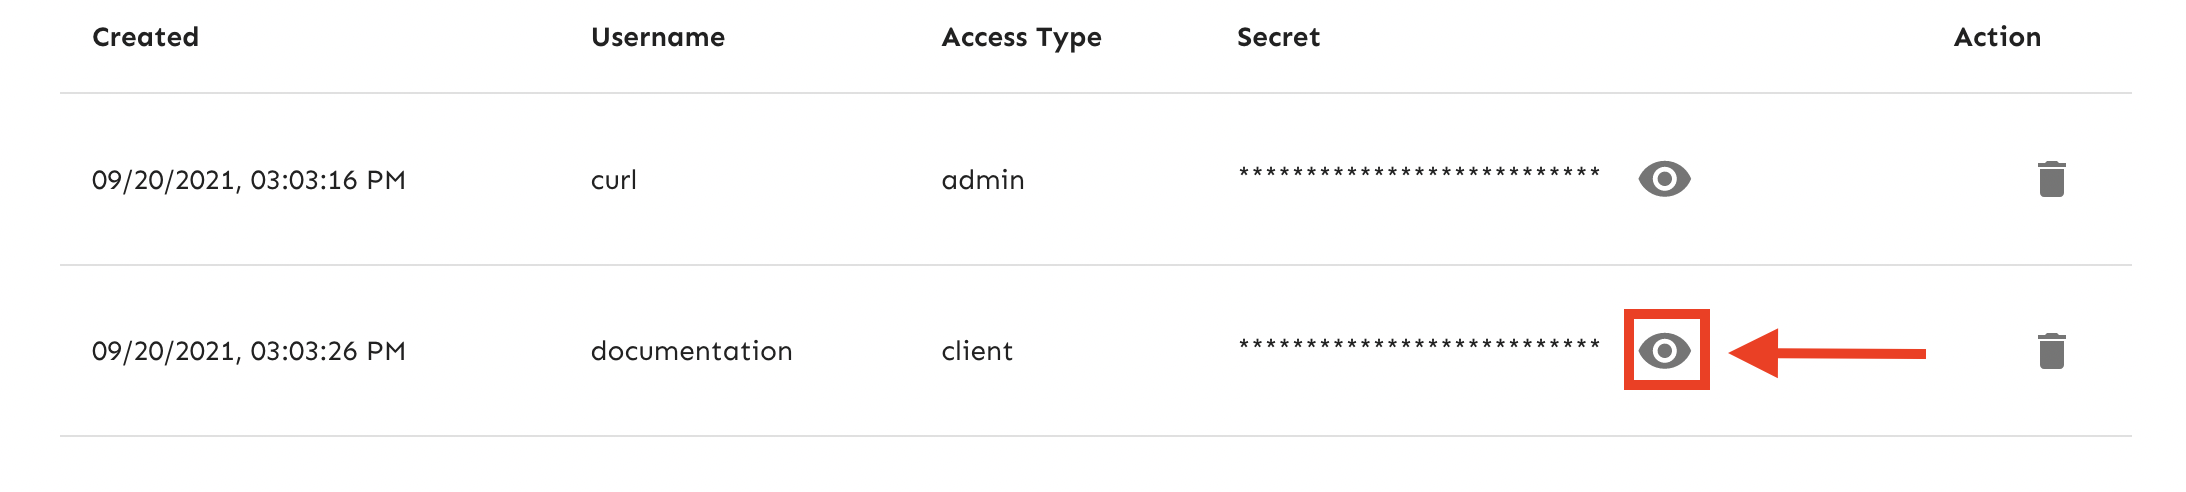 Created Username Access Type Secret Action
09/20/2021, 03:03:16 PM curl admin ***************************
09/20/2021, 03:03:26 PM documentation client ***************************